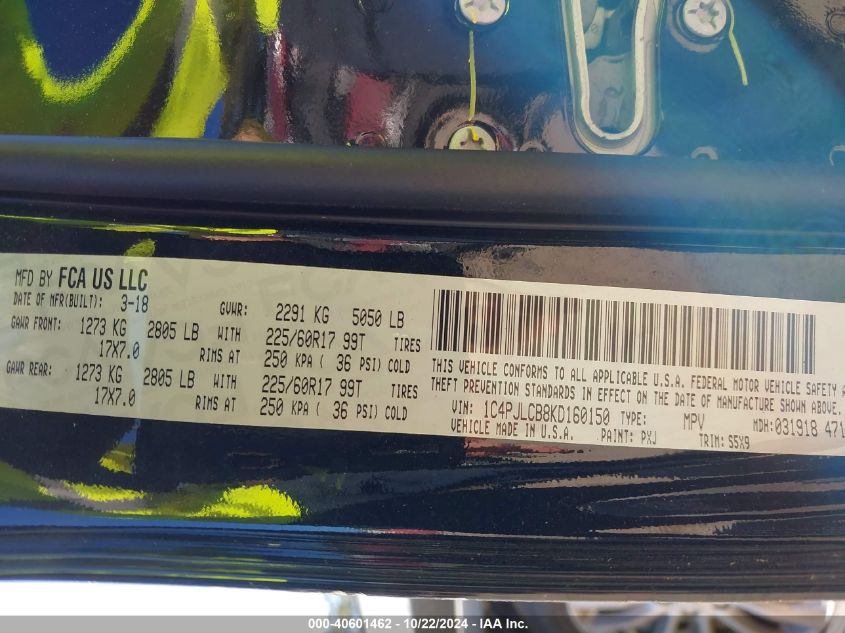 MFD BY FCA US LLC
DATE OF MFR(BUILT): 3-18 GVWR: 2291 KG 5050 LB
GAWR FRONT: 1273 KG 2805 LB WITH 225/60R17 99T TIRES
17X7.0 RIMS AT 250 KPA ( 36 PSI) COLD
GAWR REAR: 1273 KG 2805 LB WITH 225/60R17 99T TIRES
17X7.0 RIMS AT 250 KPA ( 36 PSI) COLD
THIS VEHICLE CONFORMS TO ALL APPLICABLE U.S.A. FEDERAL MOTOR VEHICLE SAFETY A
THEFT PREVENTION STANDARDS IN EFFECT ON THE DATE OF MANUFACTURE SHOWN ABOVE.
VIN: 1C4PJLCB8KD160150 TYPE: MPV MDH:031918 471
VEHICLE MADE IN U.S.A. PAINT: PXJ TRIM: S5X9
000-40601462 - 10/22/2024 - IAA Inc.